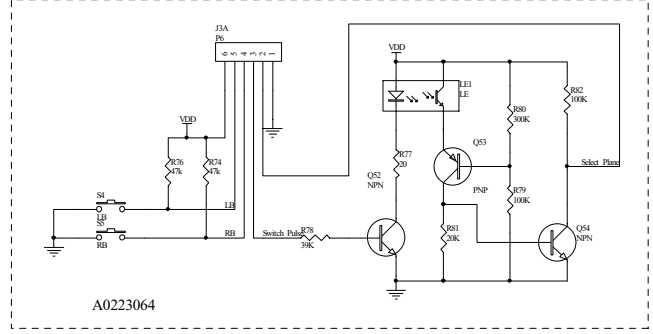 J3A
P6
6 5 4 3 2 1
VDD
VDD
LE1
LE
R82
100K
R80
300K
Q53
PNP
R76
47k
R74
47k
R77
20
Q52
NPN
Select Plane
R79
100K
S4
LB
LB
S5
RB
RB
Switch Pulse
R78
39K
R81
20K
Q54
NPN
A0223064